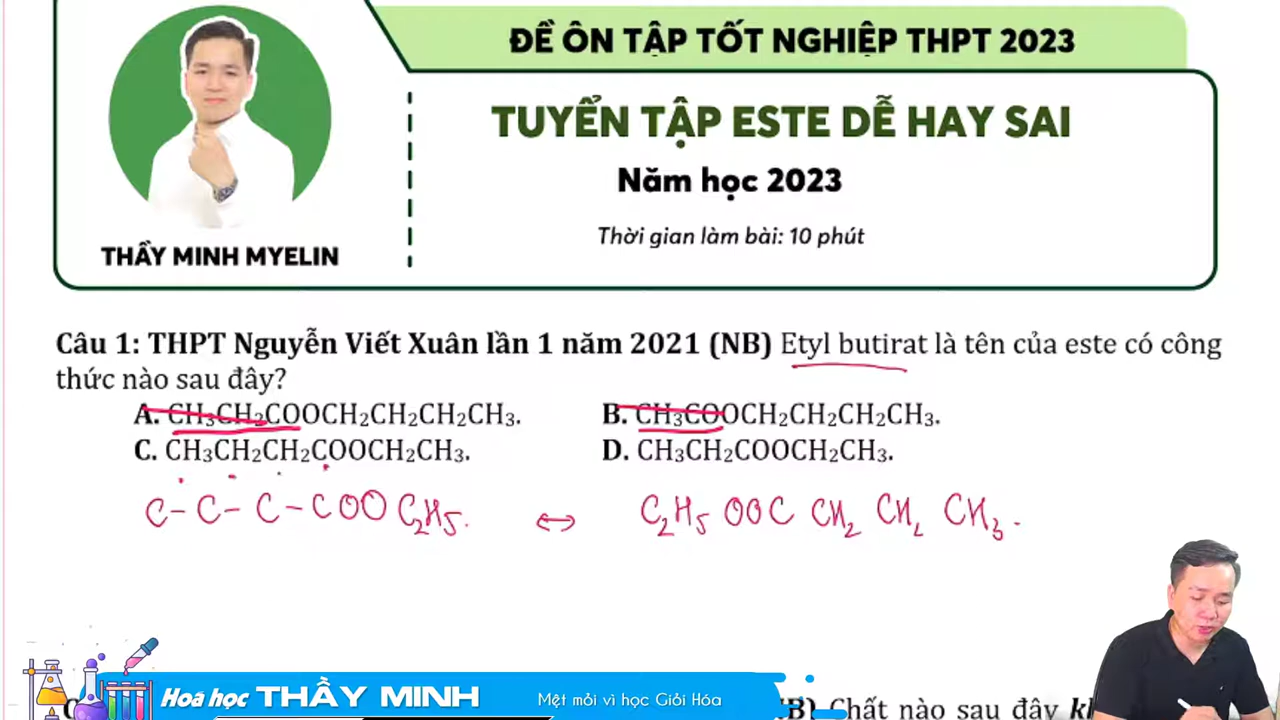 ĐỀ ÔN TẬP TỐT NGHIỆP THPT 2023
TUYỂN TẬP ESTE DỄ HAY SAI
Năm học 2023
Thời gian làm bài: 10 phút
THẦY MINH MYELIN
Câu 1: THPT Nguyễn Viết Xuân lần 1 năm 2021 (NB) Etyl butirat là tên của este có công
thức nào sau đây?
A. CH₃CH₂COOCH2CH2CH2CH₃. B. CH₃COOCH2CH2CH2CH₃.
C. CH₃CH2CH2COOCH2CH₃. D. CH₃CH₂COOCH2CH₃.
C – C – C – COO C₂H₅. ↔ C₂H₅ OOC CH₂ CH₂ CH₃.
Hoá học THẦY MINH Mệt mỏi vì học Giỏi Hóa
Chất nào sau đây